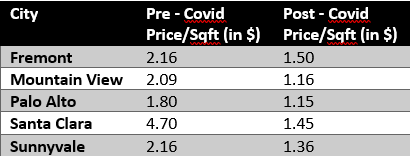 City Pre - Covid Post - Covid
Price/Sqft (in $) Price/Sqft (in $)
Fremont 2.16 1.50
Mountain View 2.09 1.16
Palo Alto 1.80 1.15
Santa Clara 4.70 1.45
Sunnyvale 2.16 1.36